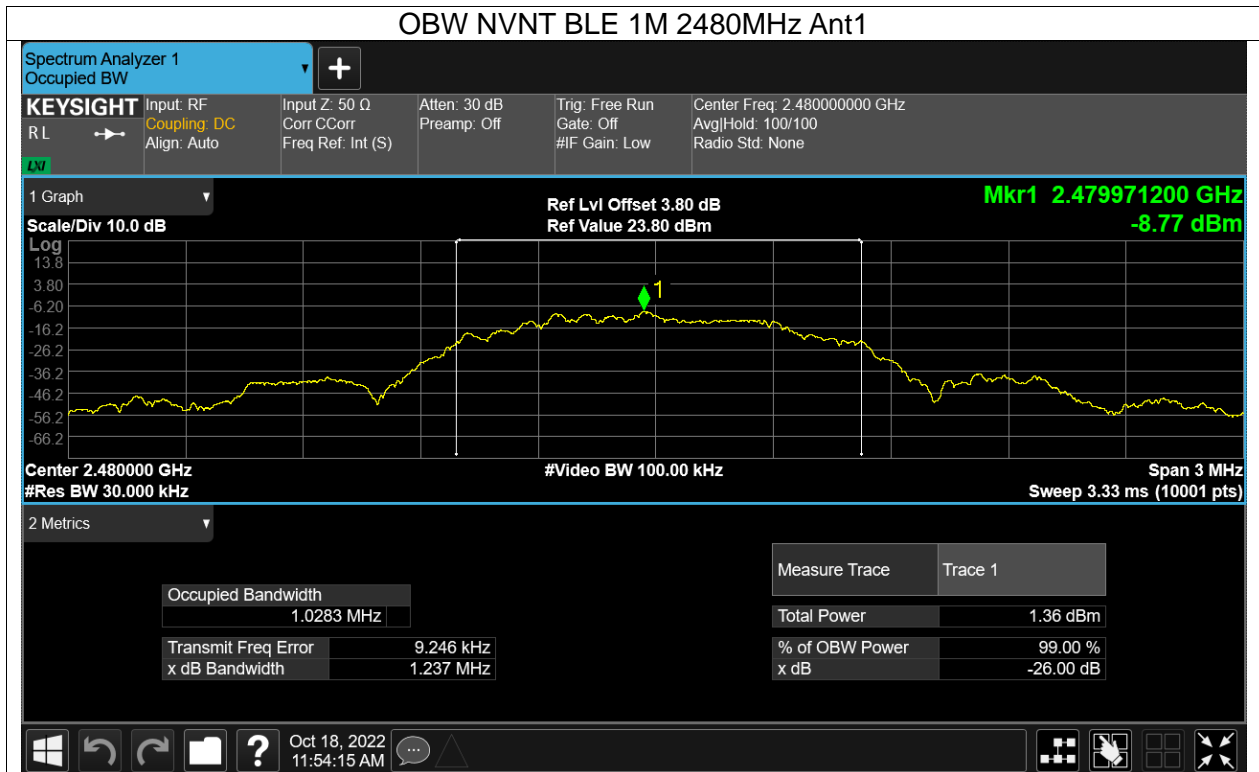 OBW NVNT BLE 1M 2480MHz Ant1
Spectrum Analyzer 1
Occupied BW
+
KEYSIGHT
R L
LXI
Input: RF
Coupling: DC
Align: Auto
Input Z: 50 Ω
Corr CCorr
Freq Ref: Int (S)
Atten: 30 dB
Preamp: Off
Trig: Free Run
Gate: Off
#IF Gain: Low
Center Freq: 2.480000000 GHz
Avg|Hold: 100/100
Radio Std: None
1 Graph
Scale/Div 10.0 dB
Ref Lvl Offset 3.80 dB
Ref Value 23.80 dBm
Mkr1 2.479971200 GHz
-8.77 dBm
Log
13.8
3.80
-6.20
-16.2
-26.2
-36.2
-46.2
-56.2
-66.2
1
Center 2.480000 GHz
#Video BW 100.00 kHz
Span 3 MHz
#Res BW 30.000 kHz
Sweep 3.33 ms (10001 pts)
2 Metrics
Measure Trace Trace 1
Occupied Bandwidth
1.0283 MHz
Total Power 1.36 dBm
Transmit Freq Error 9.246 kHz
% of OBW Power 99.00 %
x dB Bandwidth 1.237 MHz
x dB -26.00 dB
?
Oct 18, 2022
11:54:15 AM